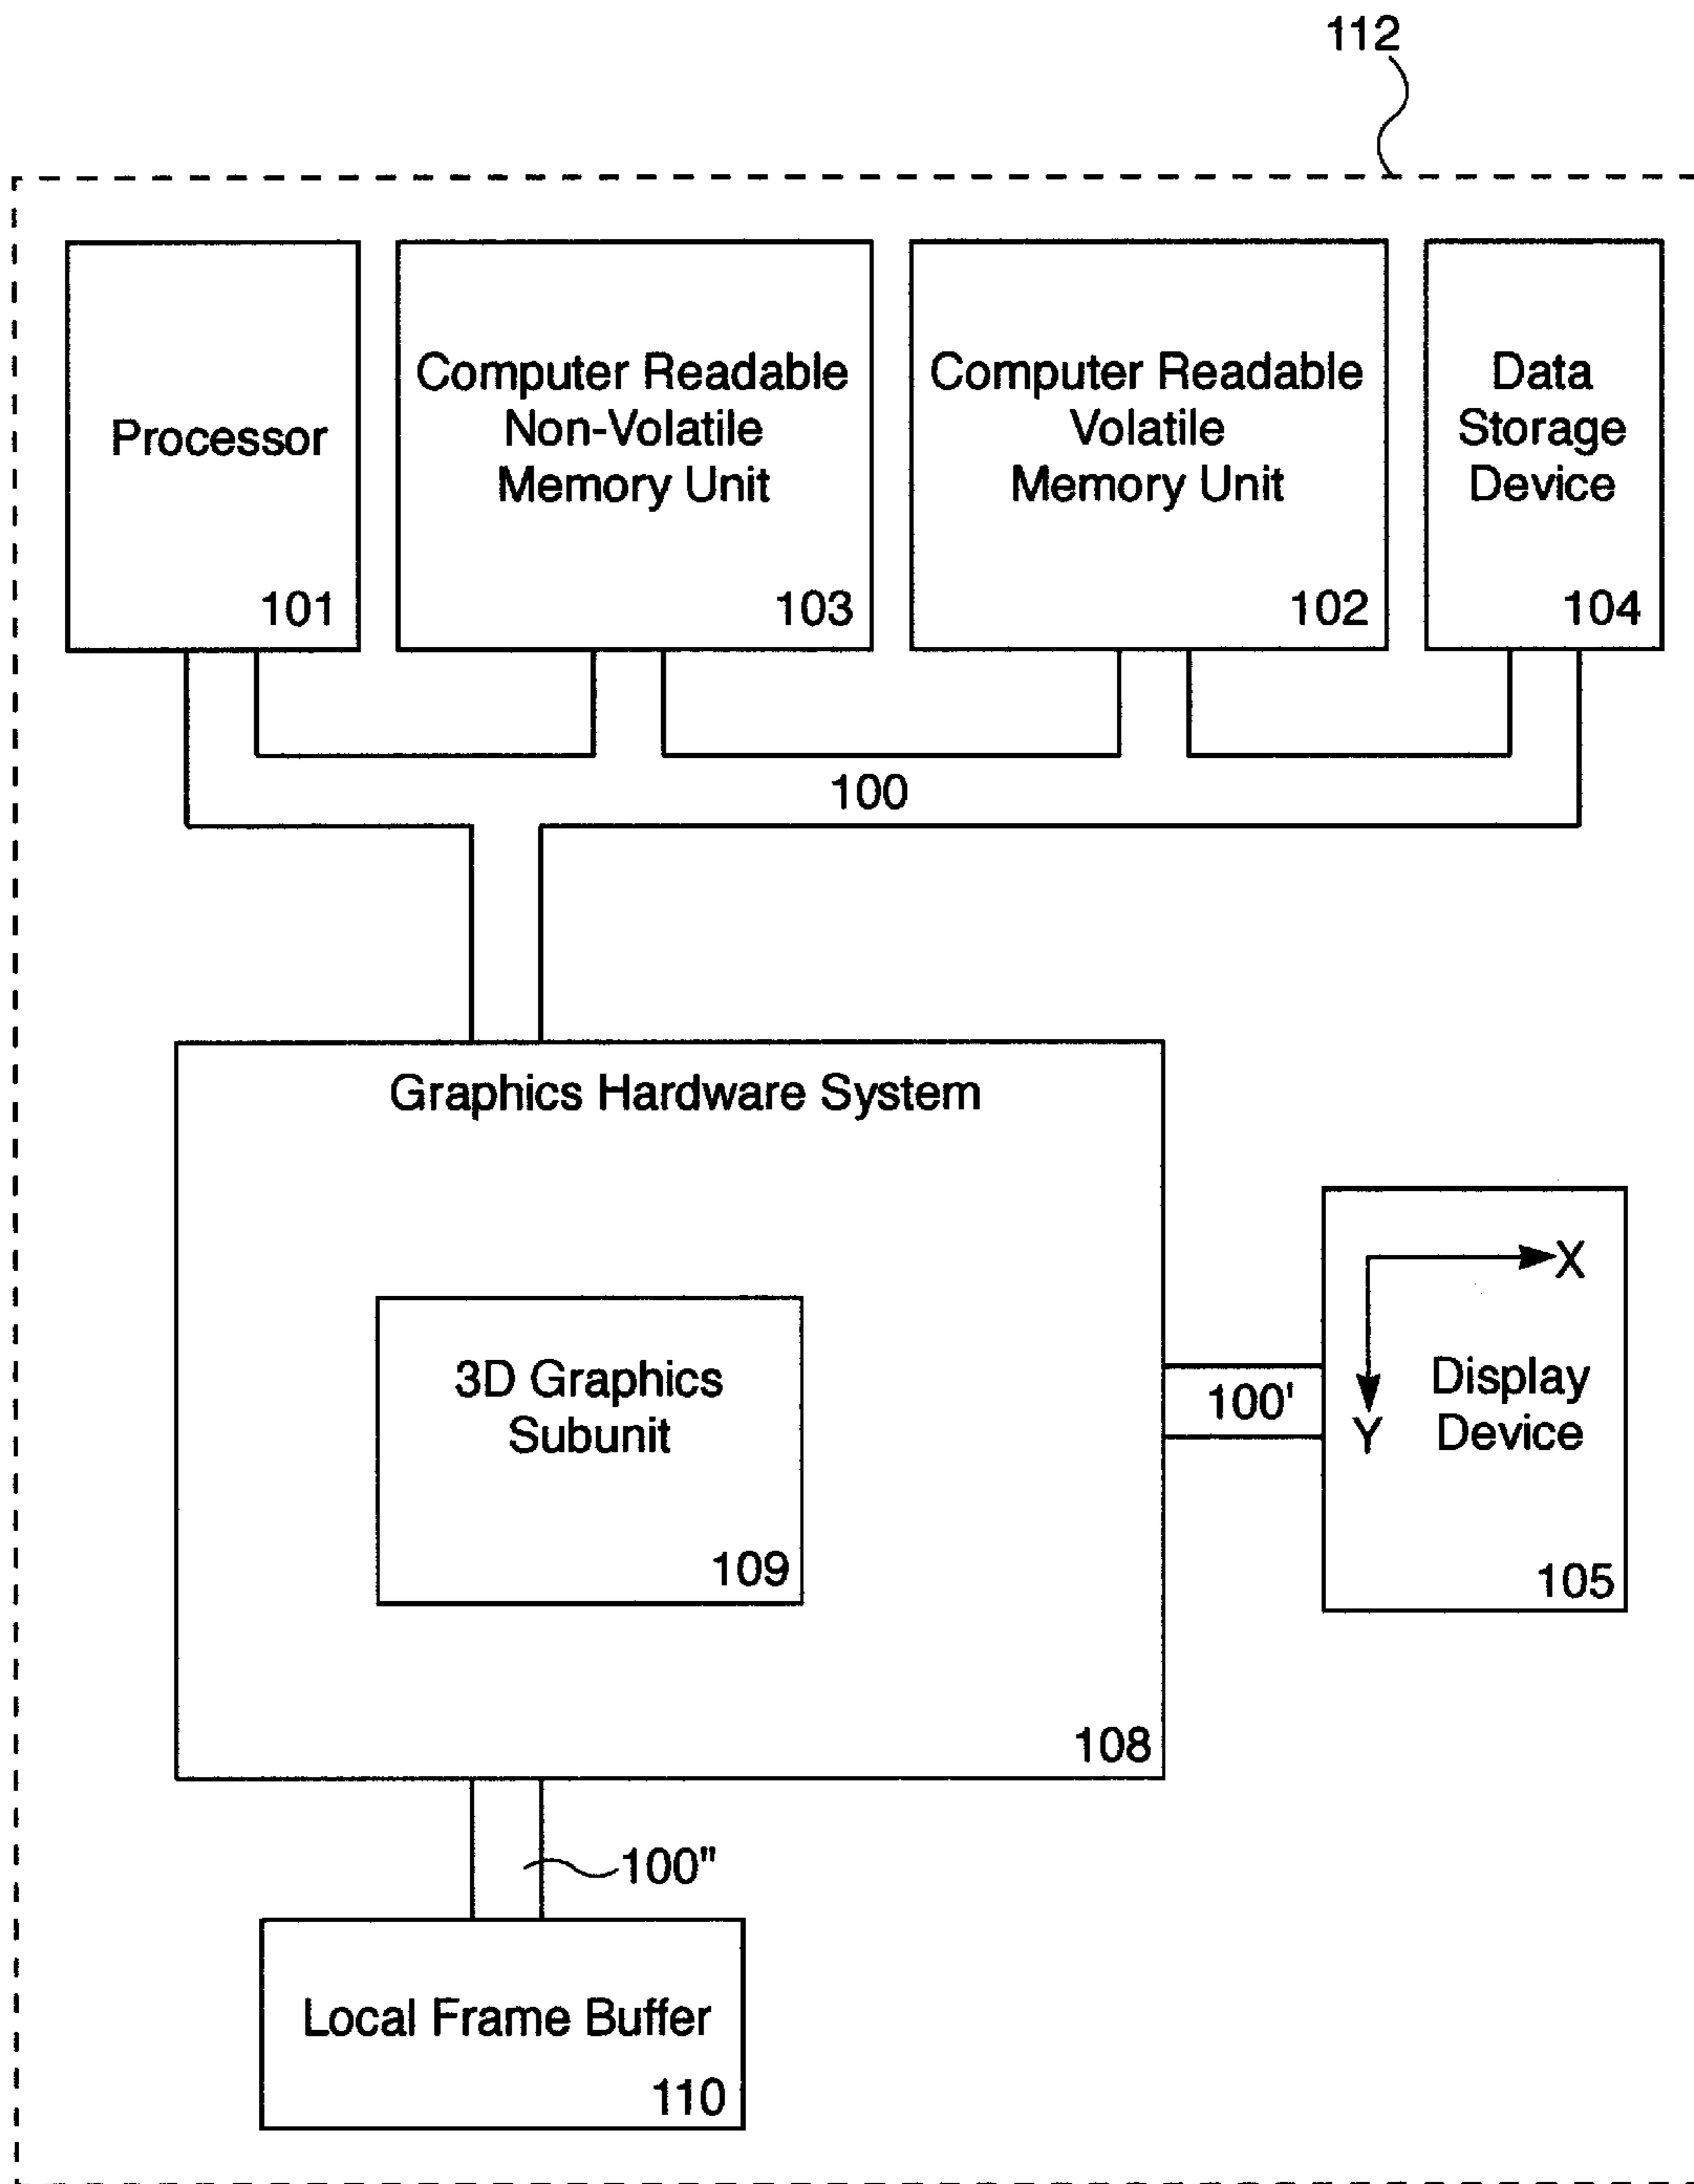 112
Processor
101
Computer Readable
Non-Volatile
Memory Unit
103
Computer Readable
Volatile
Memory Unit
102
Data
Storage
Device
104
100
Graphics Hardware System
3D Graphics
Subunit
109
108
100'
X
Y
Display
Device
105
100"
Local Frame Buffer
110